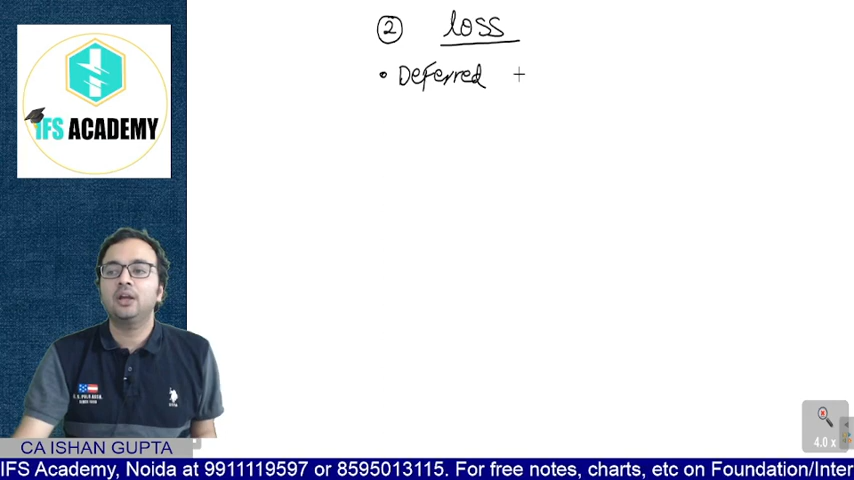 ② loss
• Deferred +
IFS ACADEMY
CA ISHAN GUPTA
4.0 x
IFS Academy, Noida at 9911119597 or 8595013115. For free notes, charts, etc on Foundation/Inter